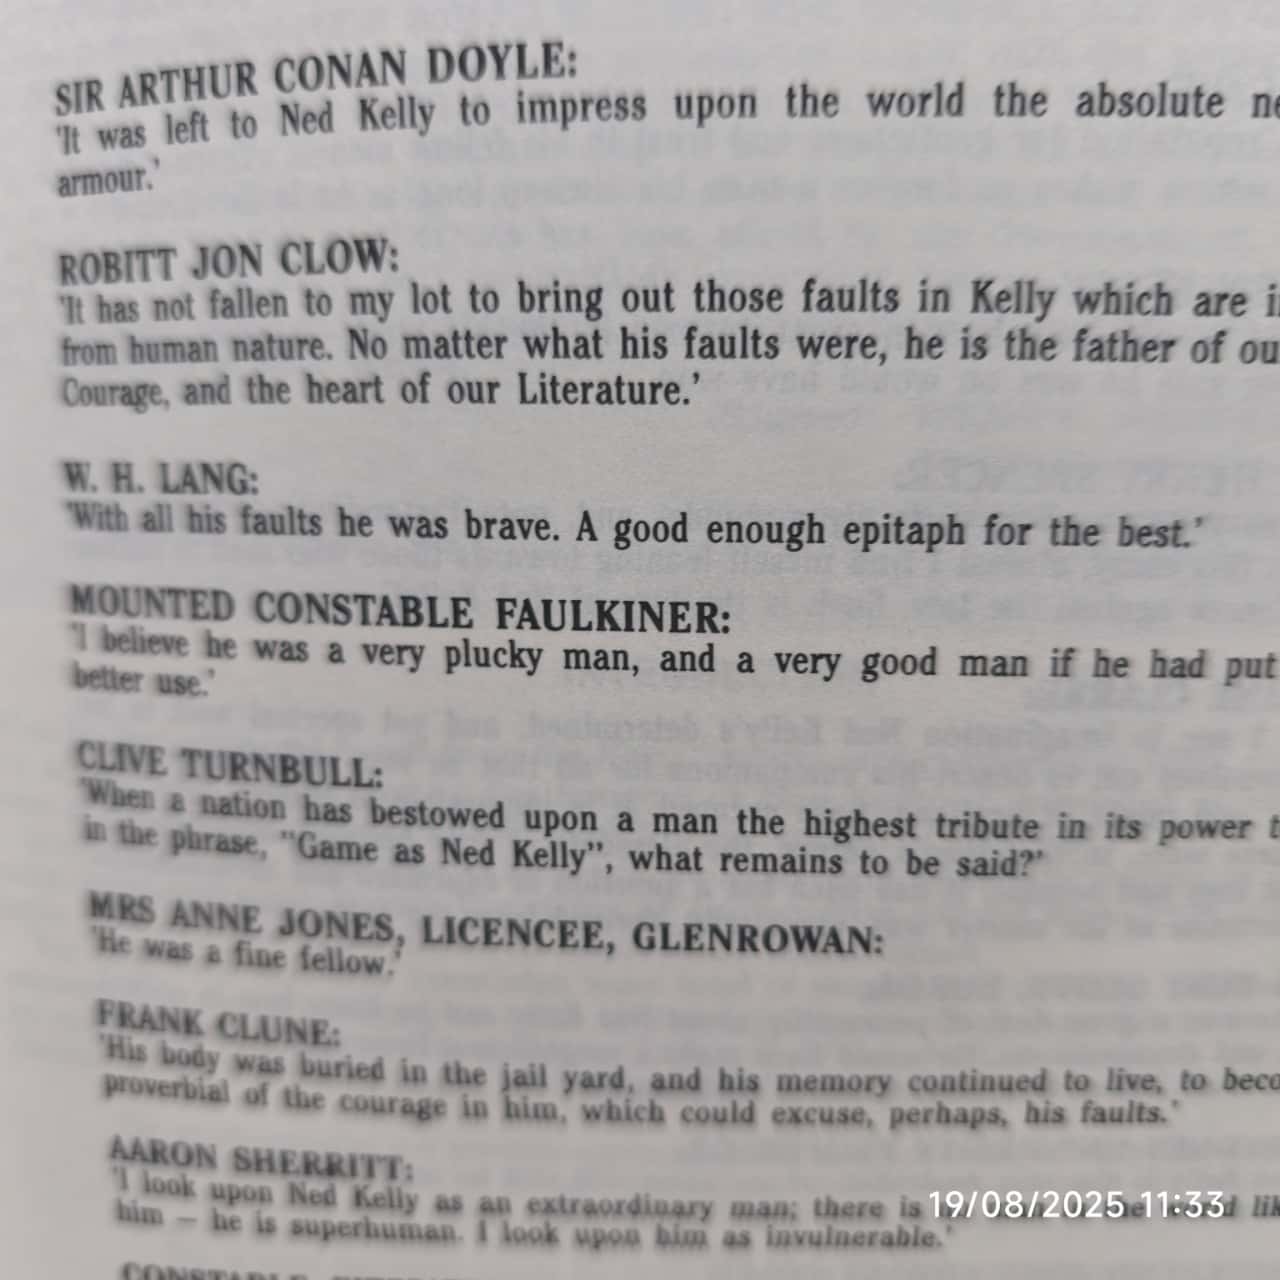 SIR ARTHUR CONAN DOYLE:
'It was left to Ned Kelly to impress upon the world the absolute
armour.'
ROBITT JON CLOW:
'It has not fallen to my lot to bring out those faults in Kelly which are
from human nature. No matter what his faults were, he is the father of
Courage, and the heart of our Literature.'
W. H. LANG:
'With all his faults he was brave. A good enough epitaph for the best.'
MOUNTED CONSTABLE FAULKINER:
'I believe he was a very plucky man, and a very good man if he had put
better use.'
CLIVE TURNBULL:
'When a nation has bestowed upon a man the highest tribute in its power
in the phrase, "Game as Ned Kelly", what remains to be said?'
MRS ANNE JONES, LICENCEE, GLENROWAN:
'He was a fine fellow.'
FRANK CLUNE:
'His body was buried in the jail yard, and his memory continued to live, to
proverbial of the courage in him, which could excuse, perhaps, his faults.'
AARON SHERRITT:
'I look upon Ned Kelly as an extraordinary man; there is
him – he is superhuman. I look upon him as invulnerable.'
19/08/2025 11:33